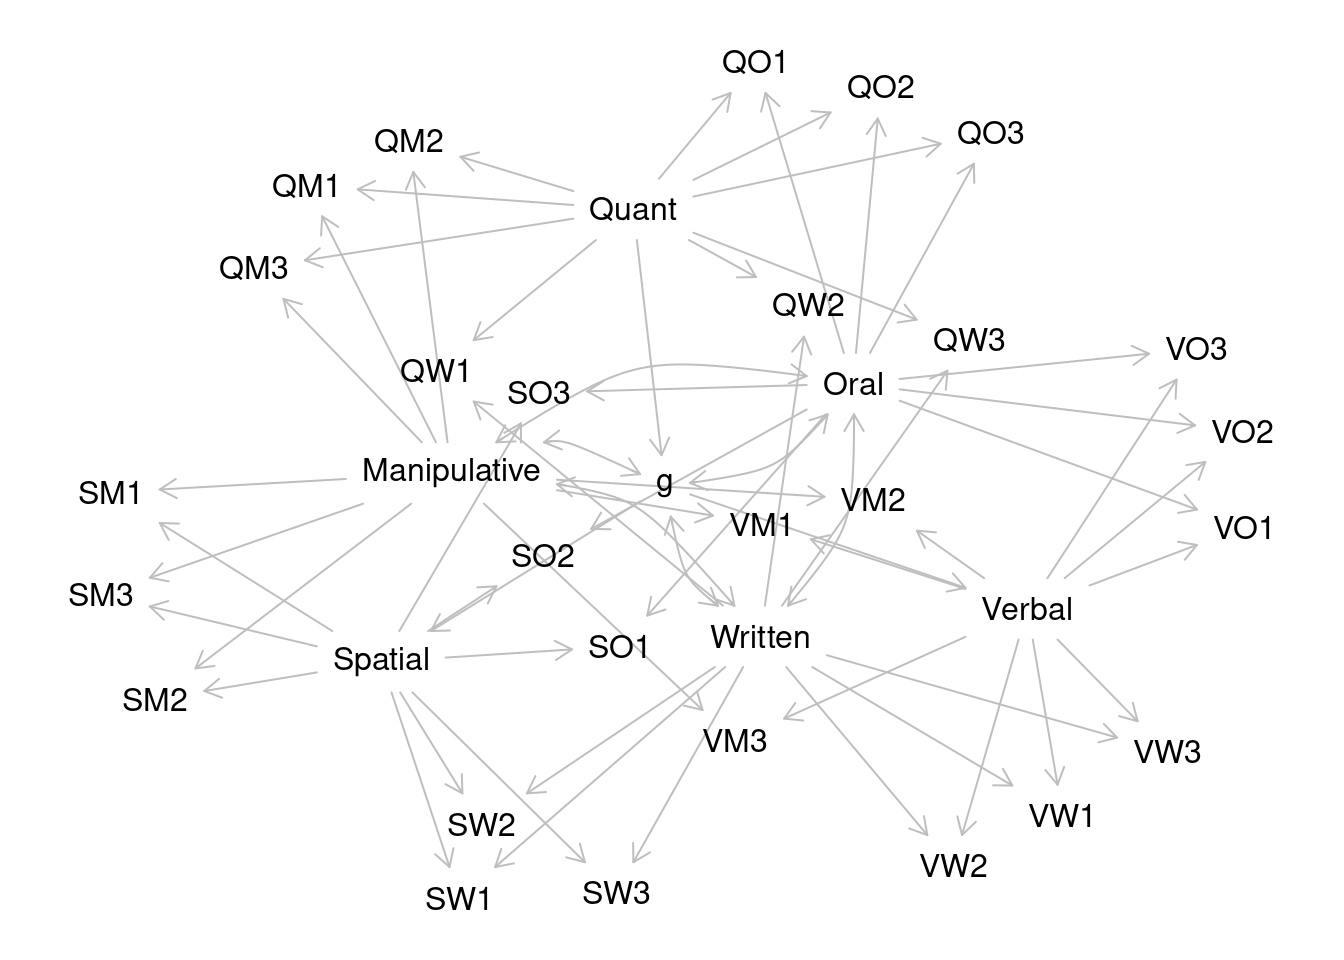 QO1
QO2
QO3
QM2
QM1
Quant
QM3
QW2
QW3
VO3
QW1
SO3
Oral
VO2
Manipulative
g
SM1
VM2
VM1
VO1
SO2
SM3
Verbal
Written
SO1
Spatial
SM2
VM3
VW3
VW1
SW2
VW2
SW3
SW1